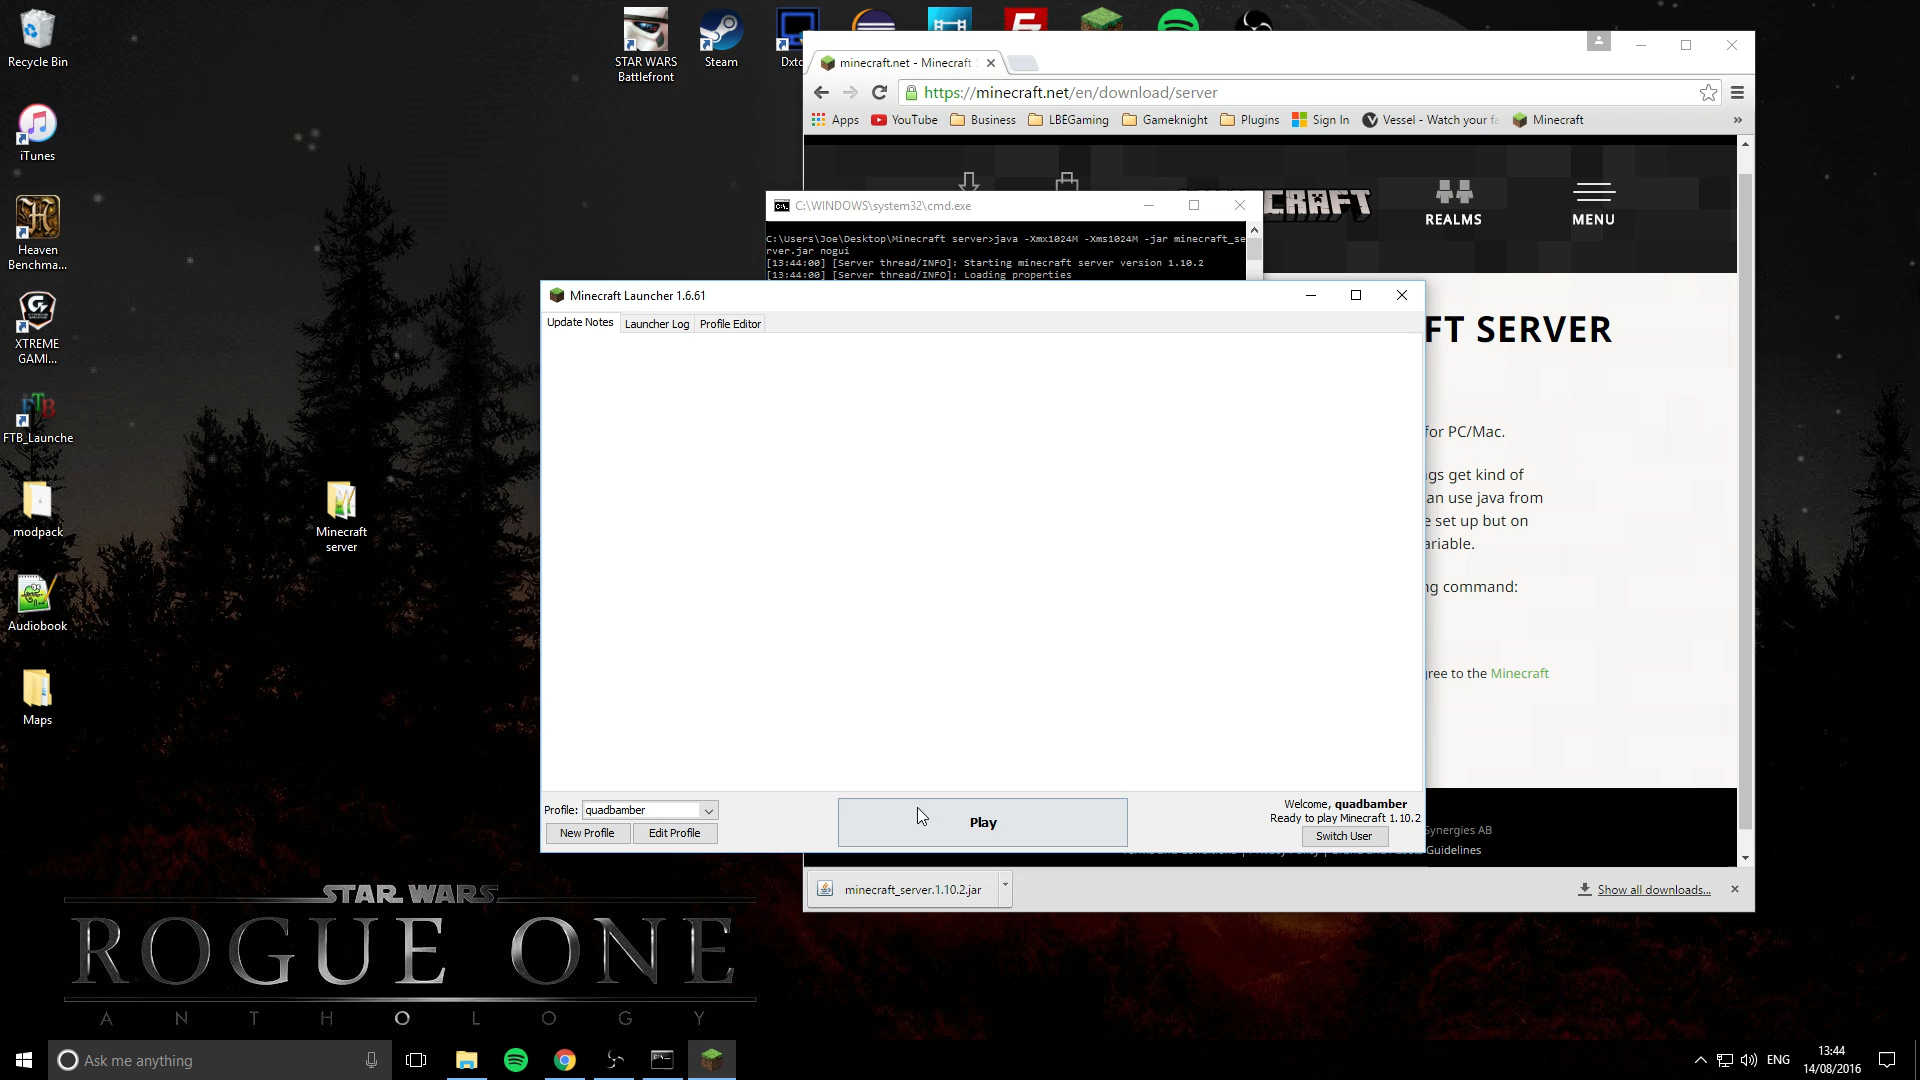 Recycle Bin
iTunes
Heaven
Benchma...
XTREME
GAMI...
FTB_Launche
modpack
Audiobook
Maps
Minecraft
server
STAR WARS
Battlefront
Steam
Dxto
minecraft.net - Minecraft
https://minecraft.net/en/download/server
Apps
YouTube
Business
LBEGaming
Gameknight
Plugins
Sign In
Vessel - Watch your fa
Minecraft
»
REALMS
MENU
C:\WINDOWS\system32\cmd.exe
C:\Users\Joe\Desktop\Minecraft server>java -Xmx1024M -Xms1024M -jar minecraft_se
rver.jar nogui
[13:44:00] [Server thread/INFO]: Starting minecraft server version 1.10.2
[13:44:00] [Server thread/INFO]: Loading properties
Minecraft Launcher 1.6.61
Update Notes
Launcher Log
Profile Editor
FT SERVER
for PC/Mac.
ngs get kind of
an use java from
e set up but on
ariable.
ng command:
ree to the Minecraft
Synergies AB
Guidelines
Profile: quadbamber
New Profile
Edit Profile
Play
Welcome, quadbamber
Ready to play Minecraft 1.10.2
Switch User
minecraft_server.1.10.2.jar
Show all downloads...
STAR WARS
ROGUE ONE
ANTHOLOGY
Ask me anything
ENG
13:44
14/08/2016